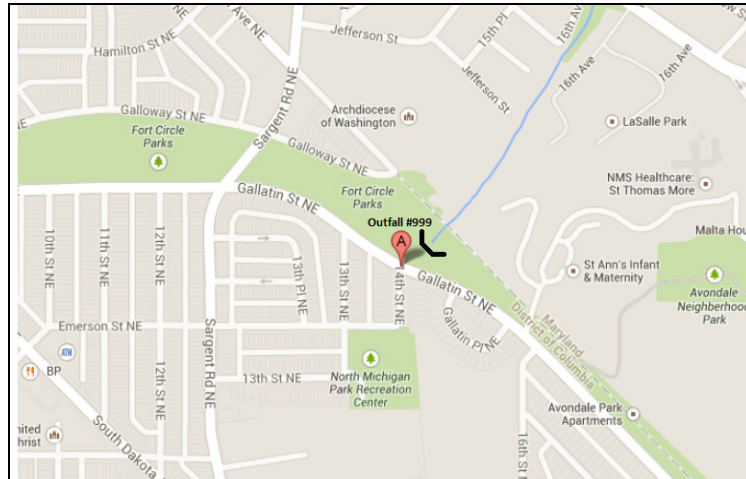 Hamilton St NE
Ave NE
Sargent Rd NE
Jefferson St
15th Pl
16th Ave
Jefferson St
16th Ave
16th Ave
Galloway St NE
Fort Circle
Parks
Archdiocese
of Washington
LaSalle Park
Galloway St NE
NMS Healthcare:
St Thomas More
Gallatin St NE
Fort Circle
Parks
Outfall #999
A
Malta Hou
10th St NE
11th St NE
12th St NE
13th Pl NE
13th St NE
14th St NE
Gallatin St NE
St Ann's Infant
& Maternity
Avondale
Neighborhood
Park
Emerson St NE
Sargent Rd NE
Gallatin Pl NE
Maryland
District of Columbia
ATM
BP
12th St NE
13th St NE
North Michigan
Park Recreation
Center
Avondale Park
Apartments
nited
hrist
South Dakota
16th St NE